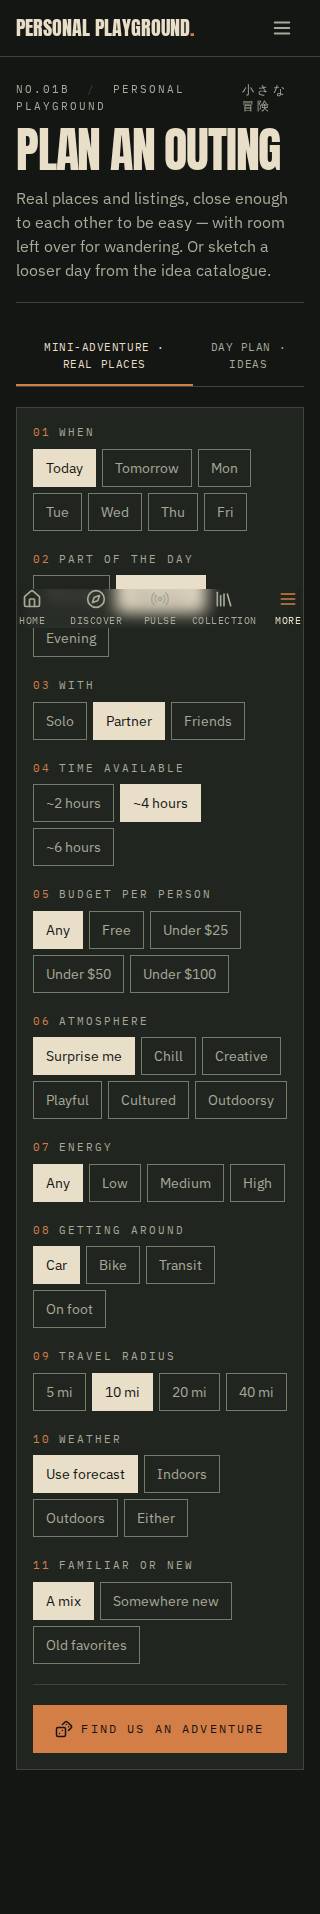 PERSONAL PLAYGROUND.
NO.01B / PERSONAL PLAYGROUND
小さな冒険
PLAN AN OUTING
Real places and listings, close enough
to each other to be easy — with room
left over for wandering. Or sketch a
looser day from the idea catalogue.
MINI-ADVENTURE ·
REAL PLACES
DAY PLAN ·
IDEAS
01 WHEN
Today Tomorrow Mon
Tue Wed Thu Fri
02 PART OF THE DAY
HOME DISCOVER PULSE COLLECTION MORE
Evening
03 WITH
Solo Partner Friends
04 TIME AVAILABLE
~2 hours ~4 hours
~6 hours
05 BUDGET PER PERSON
Any Free Under $25
Under $50 Under $100
06 ATMOSPHERE
Surprise me Chill Creative
Playful Cultured Outdoorsy
07 ENERGY
Any Low Medium High
08 GETTING AROUND
Car Bike Transit
On foot
09 TRAVEL RADIUS
5 mi 10 mi 20 mi 40 mi
10 WEATHER
Use forecast Indoors
Outdoors Either
11 FAMILIAR OR NEW
A mix Somewhere new
Old favorites
FIND US AN ADVENTURE